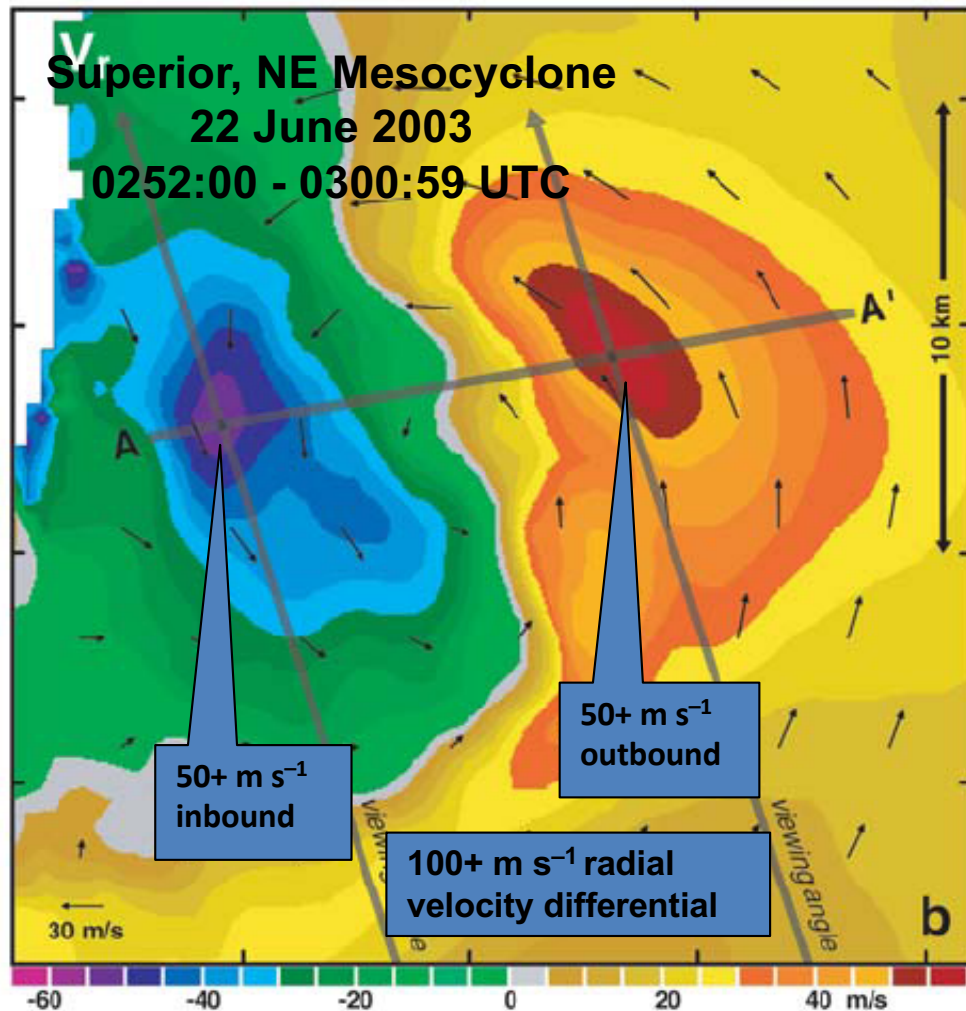 Vr
Superior, NE Mesocyclone
22 June 2003
0252:00 - 0300:59 UTC
A'
10 km
A
50+ m s⁻¹
outbound
50+ m s⁻¹
inbound
100+ m s⁻¹ radial
velocity differential
viewing angle
30 m/s
b
-60 -40 -20 0 20 40 m/s